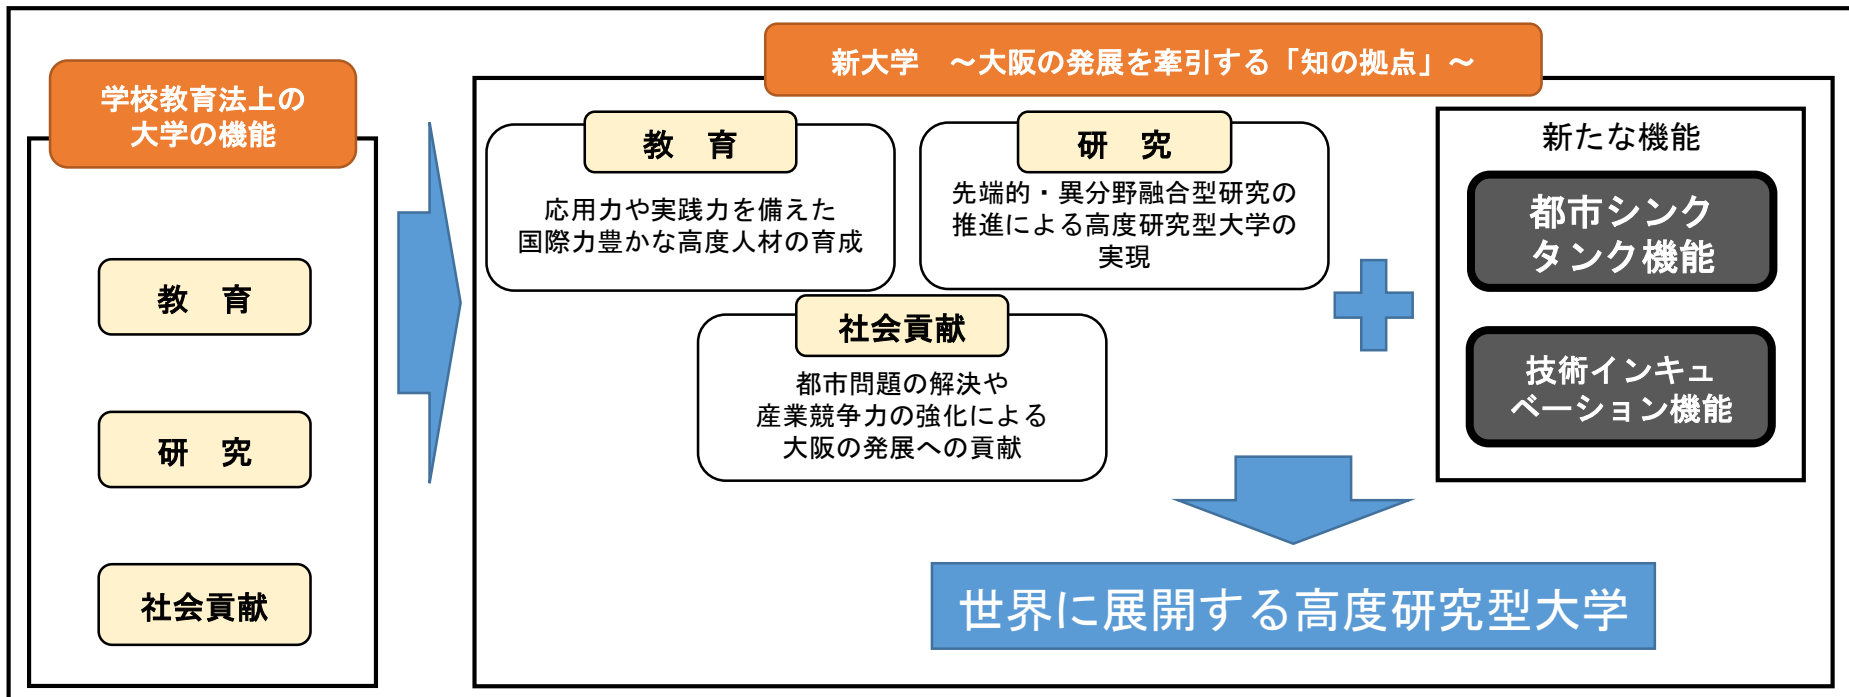 学校教育法上の
大学の機能
教　育
研　究
社会貢献
新大学　～大阪の発展を牽引する「知の拠点」～
教　育
応用力や実践力を備えた
国際力豊かな高度人材の育成
研　究
先端的・異分野融合型研究の
推進による高度研究型大学の
実現
社会貢献
都市問題の解決や
産業競争力の強化による
大阪の発展への貢献
新たな機能
都市シンク
タンク機能
技術インキュ
ベーション機能
世界に展開する高度研究型大学